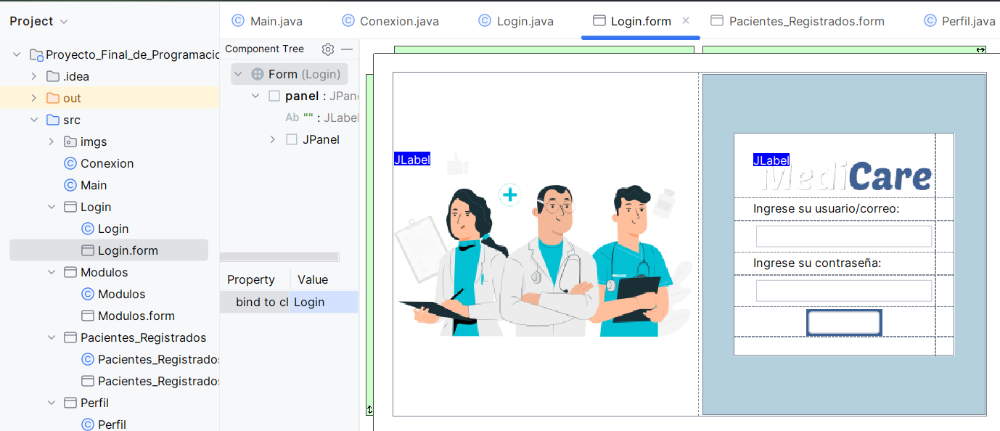 Project
Main.java
Conexion.java
Login.java
Login.form
Pacientes_Registrados.form
Perfil.java
Proyecto_Final_de_Programacio
.idea
out
src
imgs
Conexion
Main
Login
Login
Login.form
Modulos
Modulos
Modulos.form
Pacientes_Registrados
Pacientes_Registrados
Pacientes_Registrados
Perfil
Perfil
Component Tree
Form (Login)
panel : JPane
Ab "" : JLabel
JPanel
Property Value
bind to cl Login
JLabel
JLabel
MediCare
Ingrese su usuario/correo:
Ingrese su contraseña: